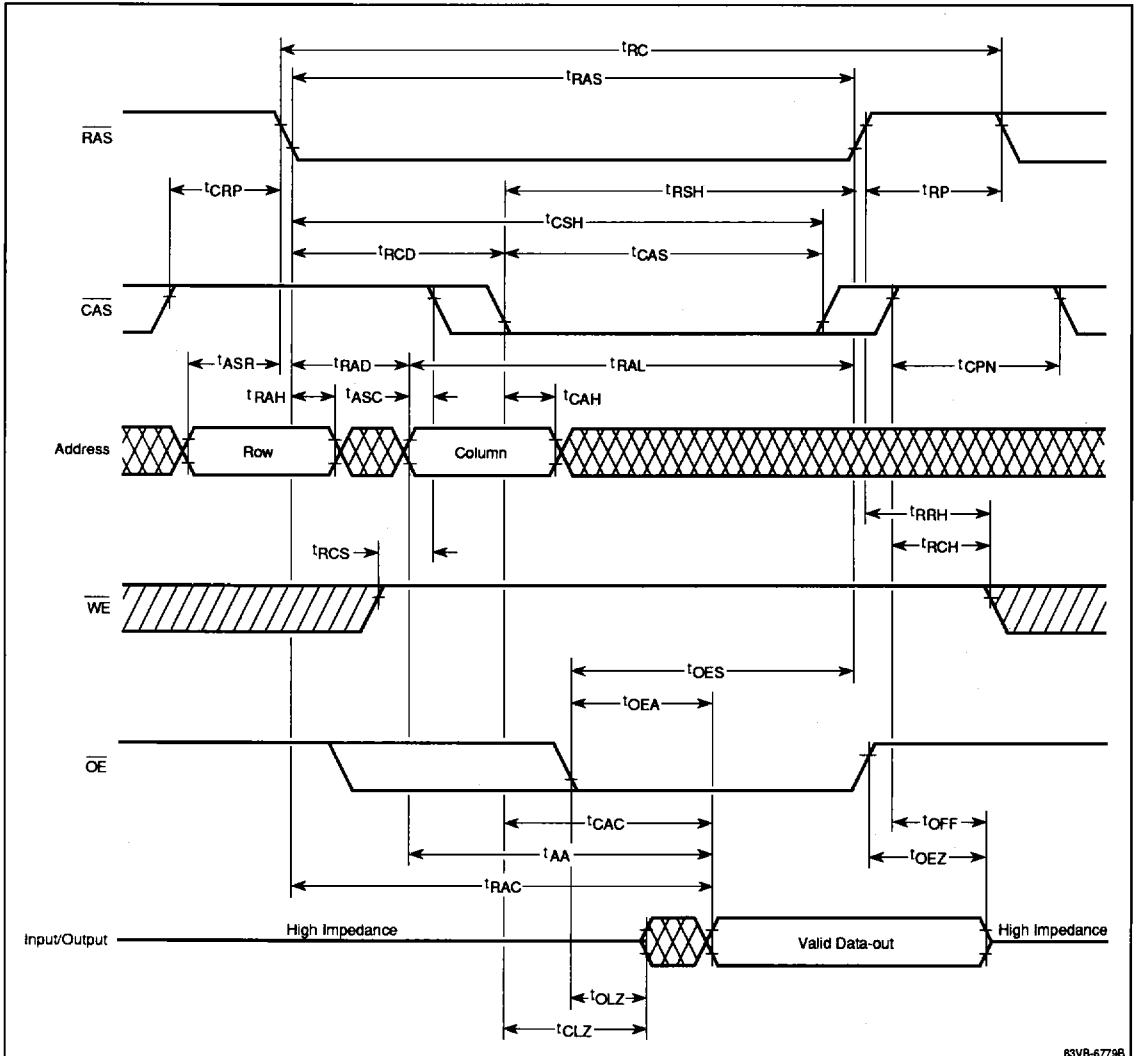 tRC
tRAS
RAS
tCRP
tRSH
tRP
tCSH
tRCD
tCAS
CAS
tASR
tRAD
tRAL
tCPN
tRAH
tASC
tCAH
Address
Row
Column
tRRH
tRCS
tRCH
WE
tOES
tOEA
OE
tCAC
tOFF
tAA
tOEZ
tRAC
Input/Output
High Impedance
Valid Data-out
High Impedance
tOLZ
tCLZ
83VB-6779B